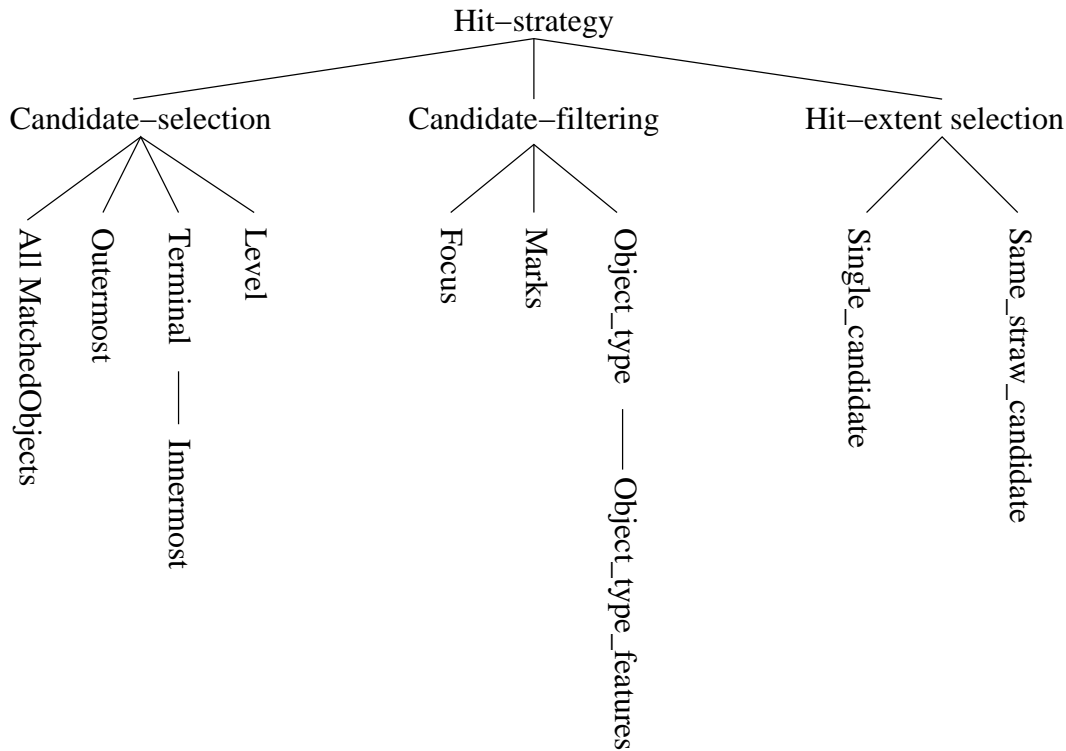 Hit−strategy
Candidate−selection
Candidate−filtering
Hit−extent selection
All MatchedObjects
Outermost
Terminal
Innermost
Level
Focus
Marks
Object_type
Object_type_features
Single_candidate
Same_straw_candidate